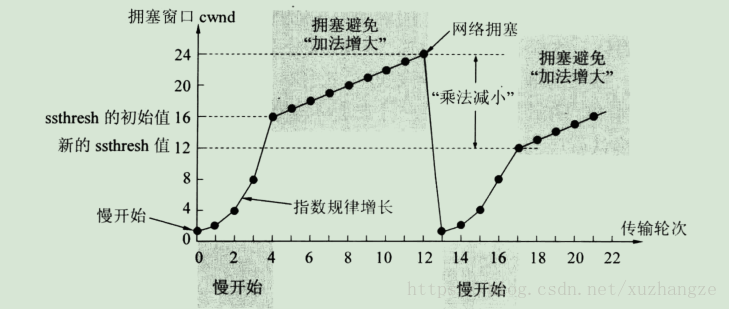 拥塞窗口 cwnd
拥塞避免
“加法增大”
网络拥塞
拥塞避免
“加法增大”
24
20
ssthresh 的初始值 16
“乘法减小”
新的 ssthresh 值 12
8
指数规律增长
慢开始
4
0
传输轮次
0 2 4 6 8 10 12 14 16 18 20 22
慢开始
慢开始
https://blog.csdn.net/xuzhangze